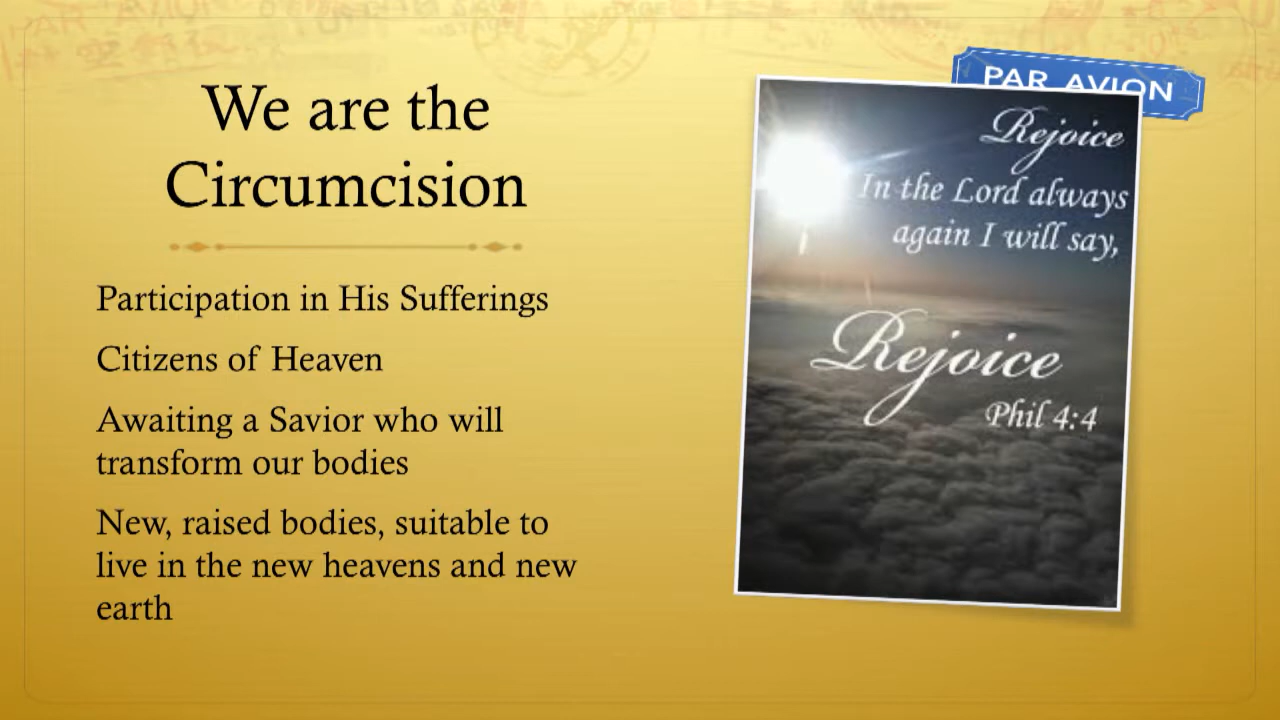 We are the
Circumcision
Participation in His Sufferings
Citizens of Heaven
Awaiting a Savior who will
transform our bodies
New, raised bodies, suitable to
live in the new heavens and new
earth
PAR AVION
Rejoice
In the Lord always
again I will say,
Rejoice
Phil 4:4